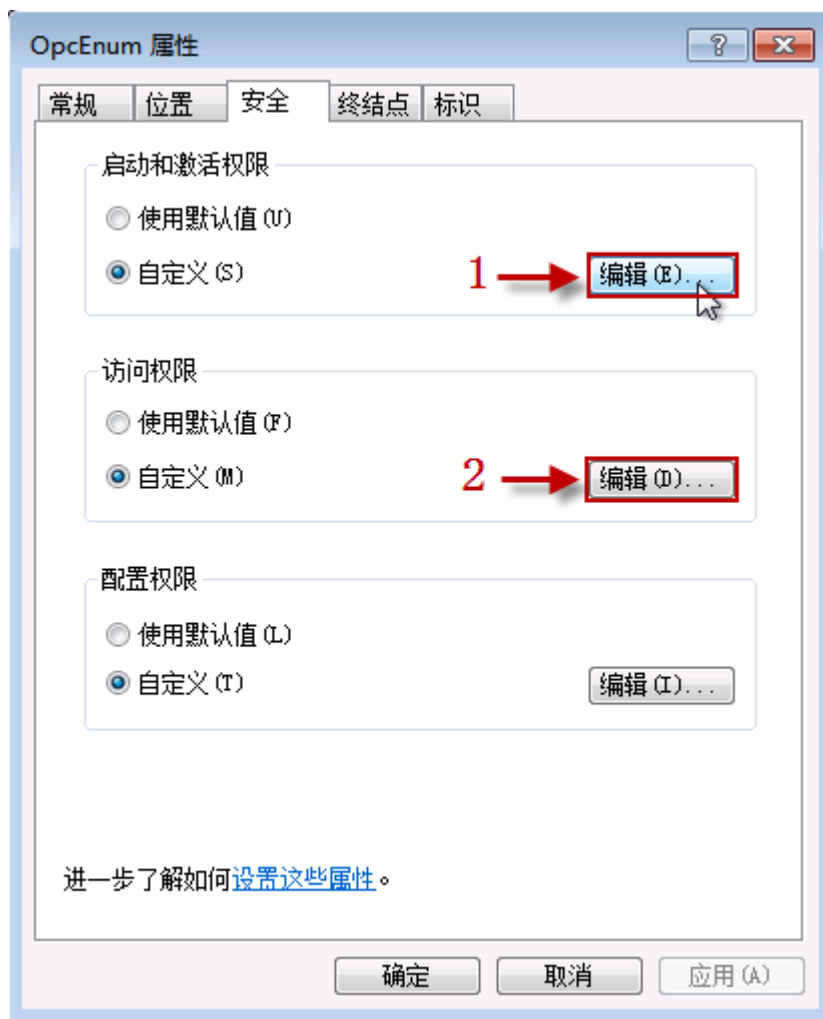 OpcEnum 属性
常规 位置 安全 终结点 标识
启动和激活权限
使用默认值(U)
自定义(S) 1 编辑(E)...
访问权限
使用默认值(F)
自定义(M) 2 编辑(D)...
配置权限
使用默认值(L)
自定义(T) 编辑(I)...
进一步了解如何设置这些属性。
确定 取消 应用(A)